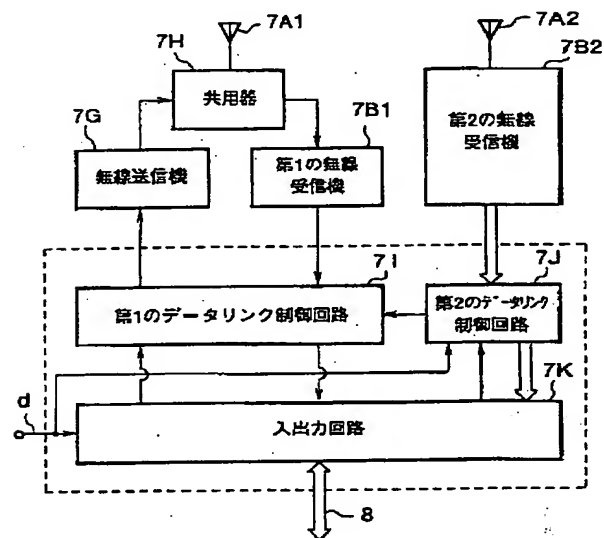 7A1
7A2
7H
7B2
共用器
7G
7B1
第2の無線
受信機
無線送信機
第1の無線
受信機
7I
7J
第1のデータリンク制御回路
第2のデータリンク
制御回路
7K
d
入出力回路
8